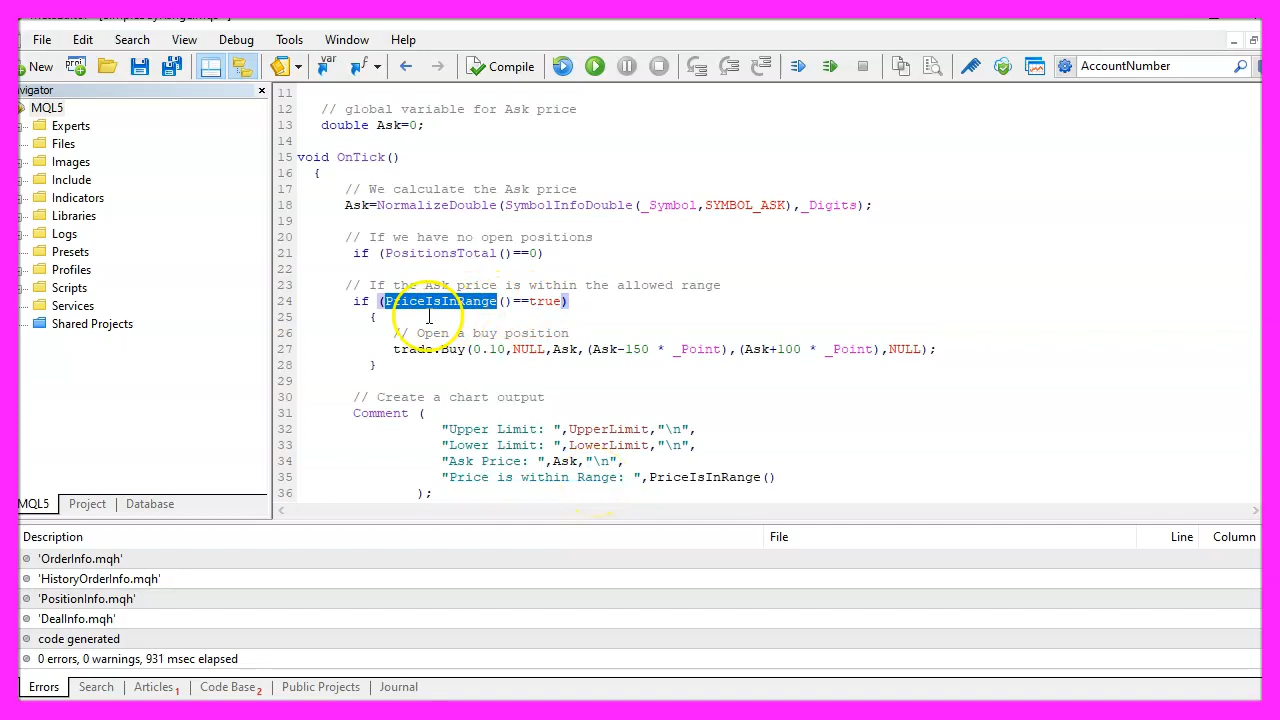 File Edit Search View Debug Tools Window Help
New var Compile AccountNumber
MQL5
Experts
Files
Images
Include
Indicators
Libraries
Logs
Presets
Profiles
Scripts
Services
Shared Projects
MQL5 Project Database
11
12 // global variable for Ask price
13 double Ask=0;
14
15 void OnTick()
16 {
17 // We calculate the Ask price
18 Ask=NormalizeDouble(SymbolInfoDouble(_Symbol,SYMBOL_ASK),_Digits);
19
20 // If we have no open positions
21 if (PositionsTotal()==0)
22
23 // If the Ask price is within the allowed range
24 if (PriceIsInRange()==true)
25 {
26 // Open a buy position
27 trade.Buy(0.10,NULL,Ask,(Ask-150 * _Point),(Ask+100 * _Point),NULL);
28 }
29
30 // Create a chart output
31 Comment (
32 "Upper Limit: ",UpperLimit,"\n",
33 "Lower Limit: ",LowerLimit,"\n",
34 "Ask Price: ",Ask,"\n",
35 "Price is within Range: ",PriceIsInRange()
36 );
Description File Line Column
'OrderInfo.mqh'
'HistoryOrderInfo.mqh'
'PositionInfo.mqh'
'DealInfo.mqh'
code generated
0 errors, 0 warnings, 931 msec elapsed
Errors Search Articles 1 Code Base 2 Public Projects Journal